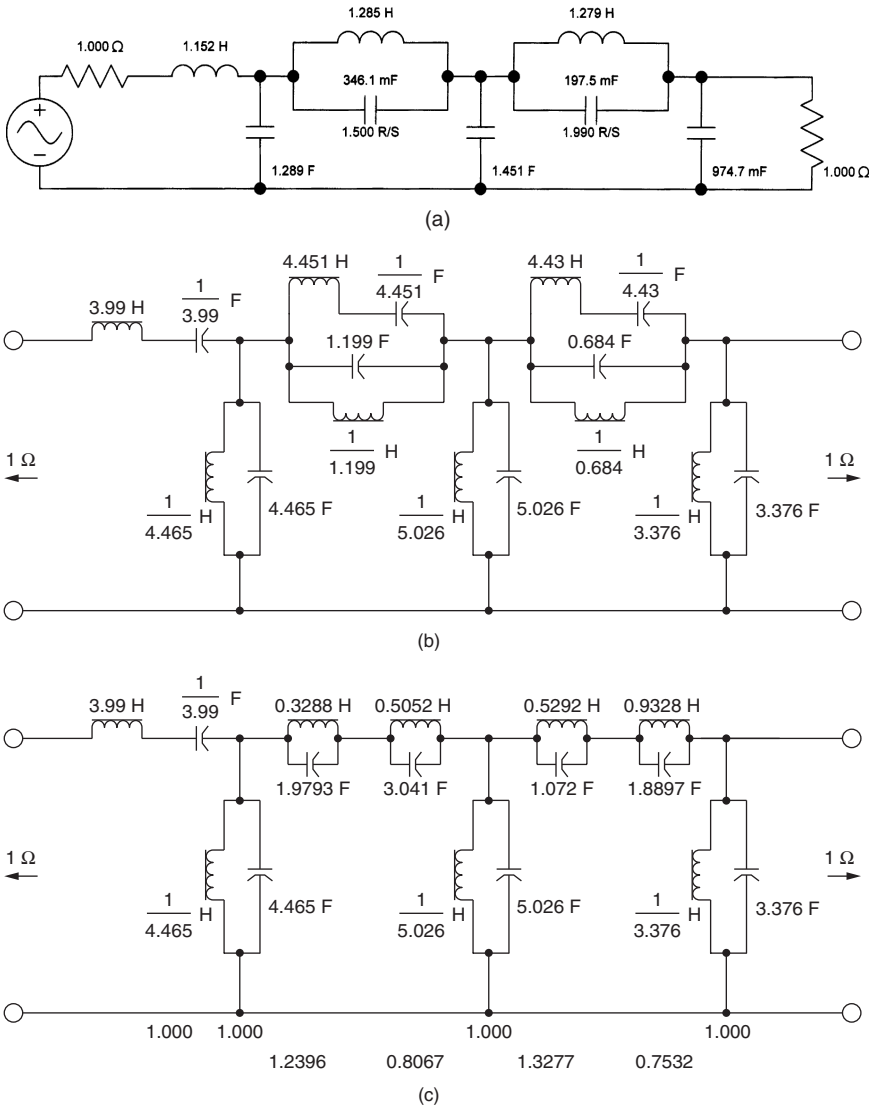 1.285 H
1.279 H
1.000 Ω
1.152 H
346.1 mF
197.5 mF
+
−
1.500 R/S
1.990 R/S
1.289 F
1.451 F
974.7 mF
1.000 Ω
(a)
4.451 H
1/4.451 F
4.43 H
1/4.43 F
3.99 H
1/3.99 F
1.199 F
0.684 F
1/1.199 H
1/0.684 H
1 Ω
1 Ω
1/4.465 H
4.465 F
1/5.026 H
5.026 F
1/3.376 H
3.376 F
(b)
3.99 H
1/3.99 F
0.3288 H
0.5052 H
0.5292 H
0.9328 H
1.9793 F
3.041 F
1.072 F
1.8897 F
1 Ω
1 Ω
1/4.465 H
4.465 F
1/5.026 H
5.026 F
1/3.376 H
3.376 F
1.000 1.000 1.000 1.000
1.2396 0.8067 1.3277 0.7532
(c)